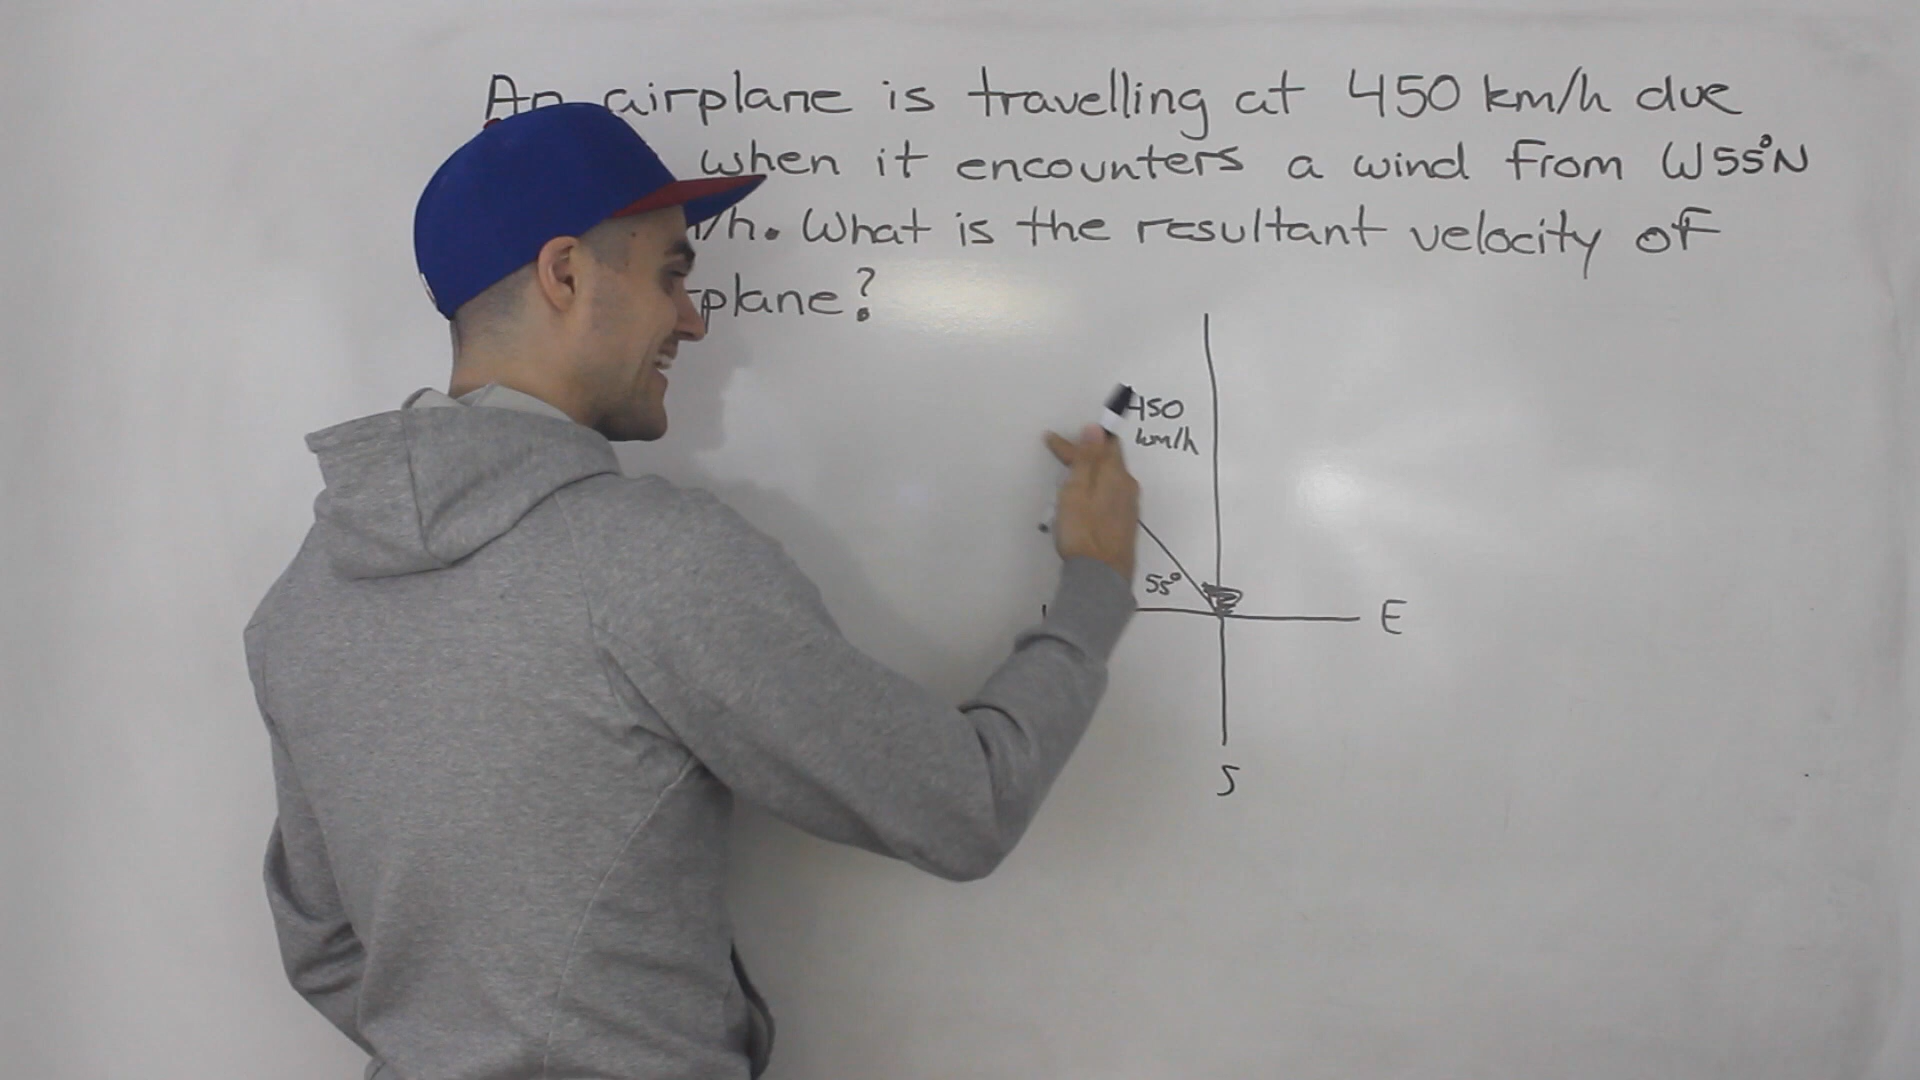 An airplane is travelling at 450 km/h due
when it encounters a wind from W55°N
/h. What is the resultant velocity of
plane?
450
km/h
55°
E
S